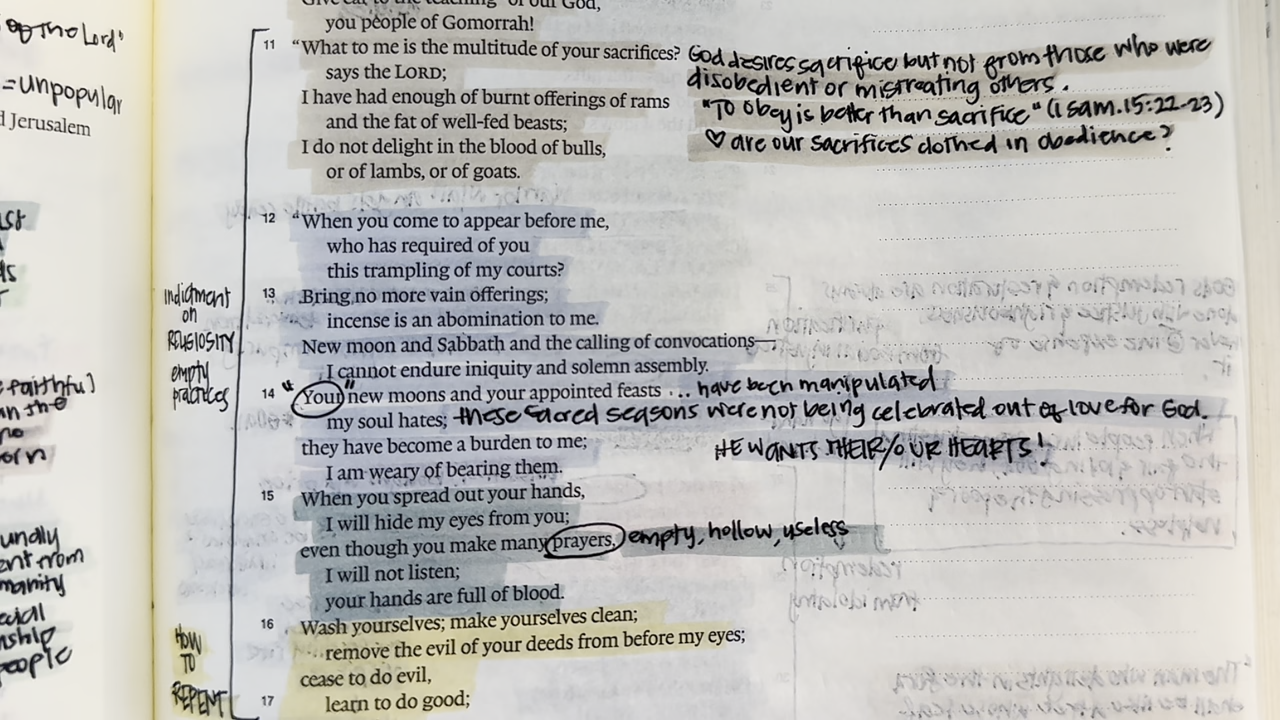 of the Lord"
= unpopular
d Jerusalem
faithful]
undly
ent from
manity
people
you people of Gomorrah!
11 "What to me is the multitude of your sacrifices?
says the LORD;
I have had enough of burnt offerings of rams
and the fat of well-fed beasts;
I do not delight in the blood of bulls,
or of lambs, or of goats.
God desires sacrifice but not from those who were
disobedient or mistreating others.
"To obey is better than sacrifice" (1 Sam. 15:22-23)
♡ are our sacrifices clothed in obedience?
12 "When you come to appear before me,
who has required of you
this trampling of my courts?
indictment
on
RELIGIOSITY
empty
practices
13 Bring no more vain offerings;
incense is an abomination to me.
New moon and Sabbath and the calling of convocations—
I cannot endure iniquity and solemn assembly.
14 "Your" new moons and your appointed feasts ... have been manipulated
my soul hates; these sacred seasons were not being celebrated out of love for God.
they have become a burden to me;
I am weary of bearing them.
HE WANTS THEIR/OUR HEARTS!
15 When you spread out your hands,
I will hide my eyes from you;
even though you make many prayers, empty, hollow, useless
I will not listen;
your hands are full of blood.
HOW
TO
REPENT
16 Wash yourselves; make yourselves clean;
remove the evil of your deeds from before my eyes;
cease to do evil,
17 learn to do good;